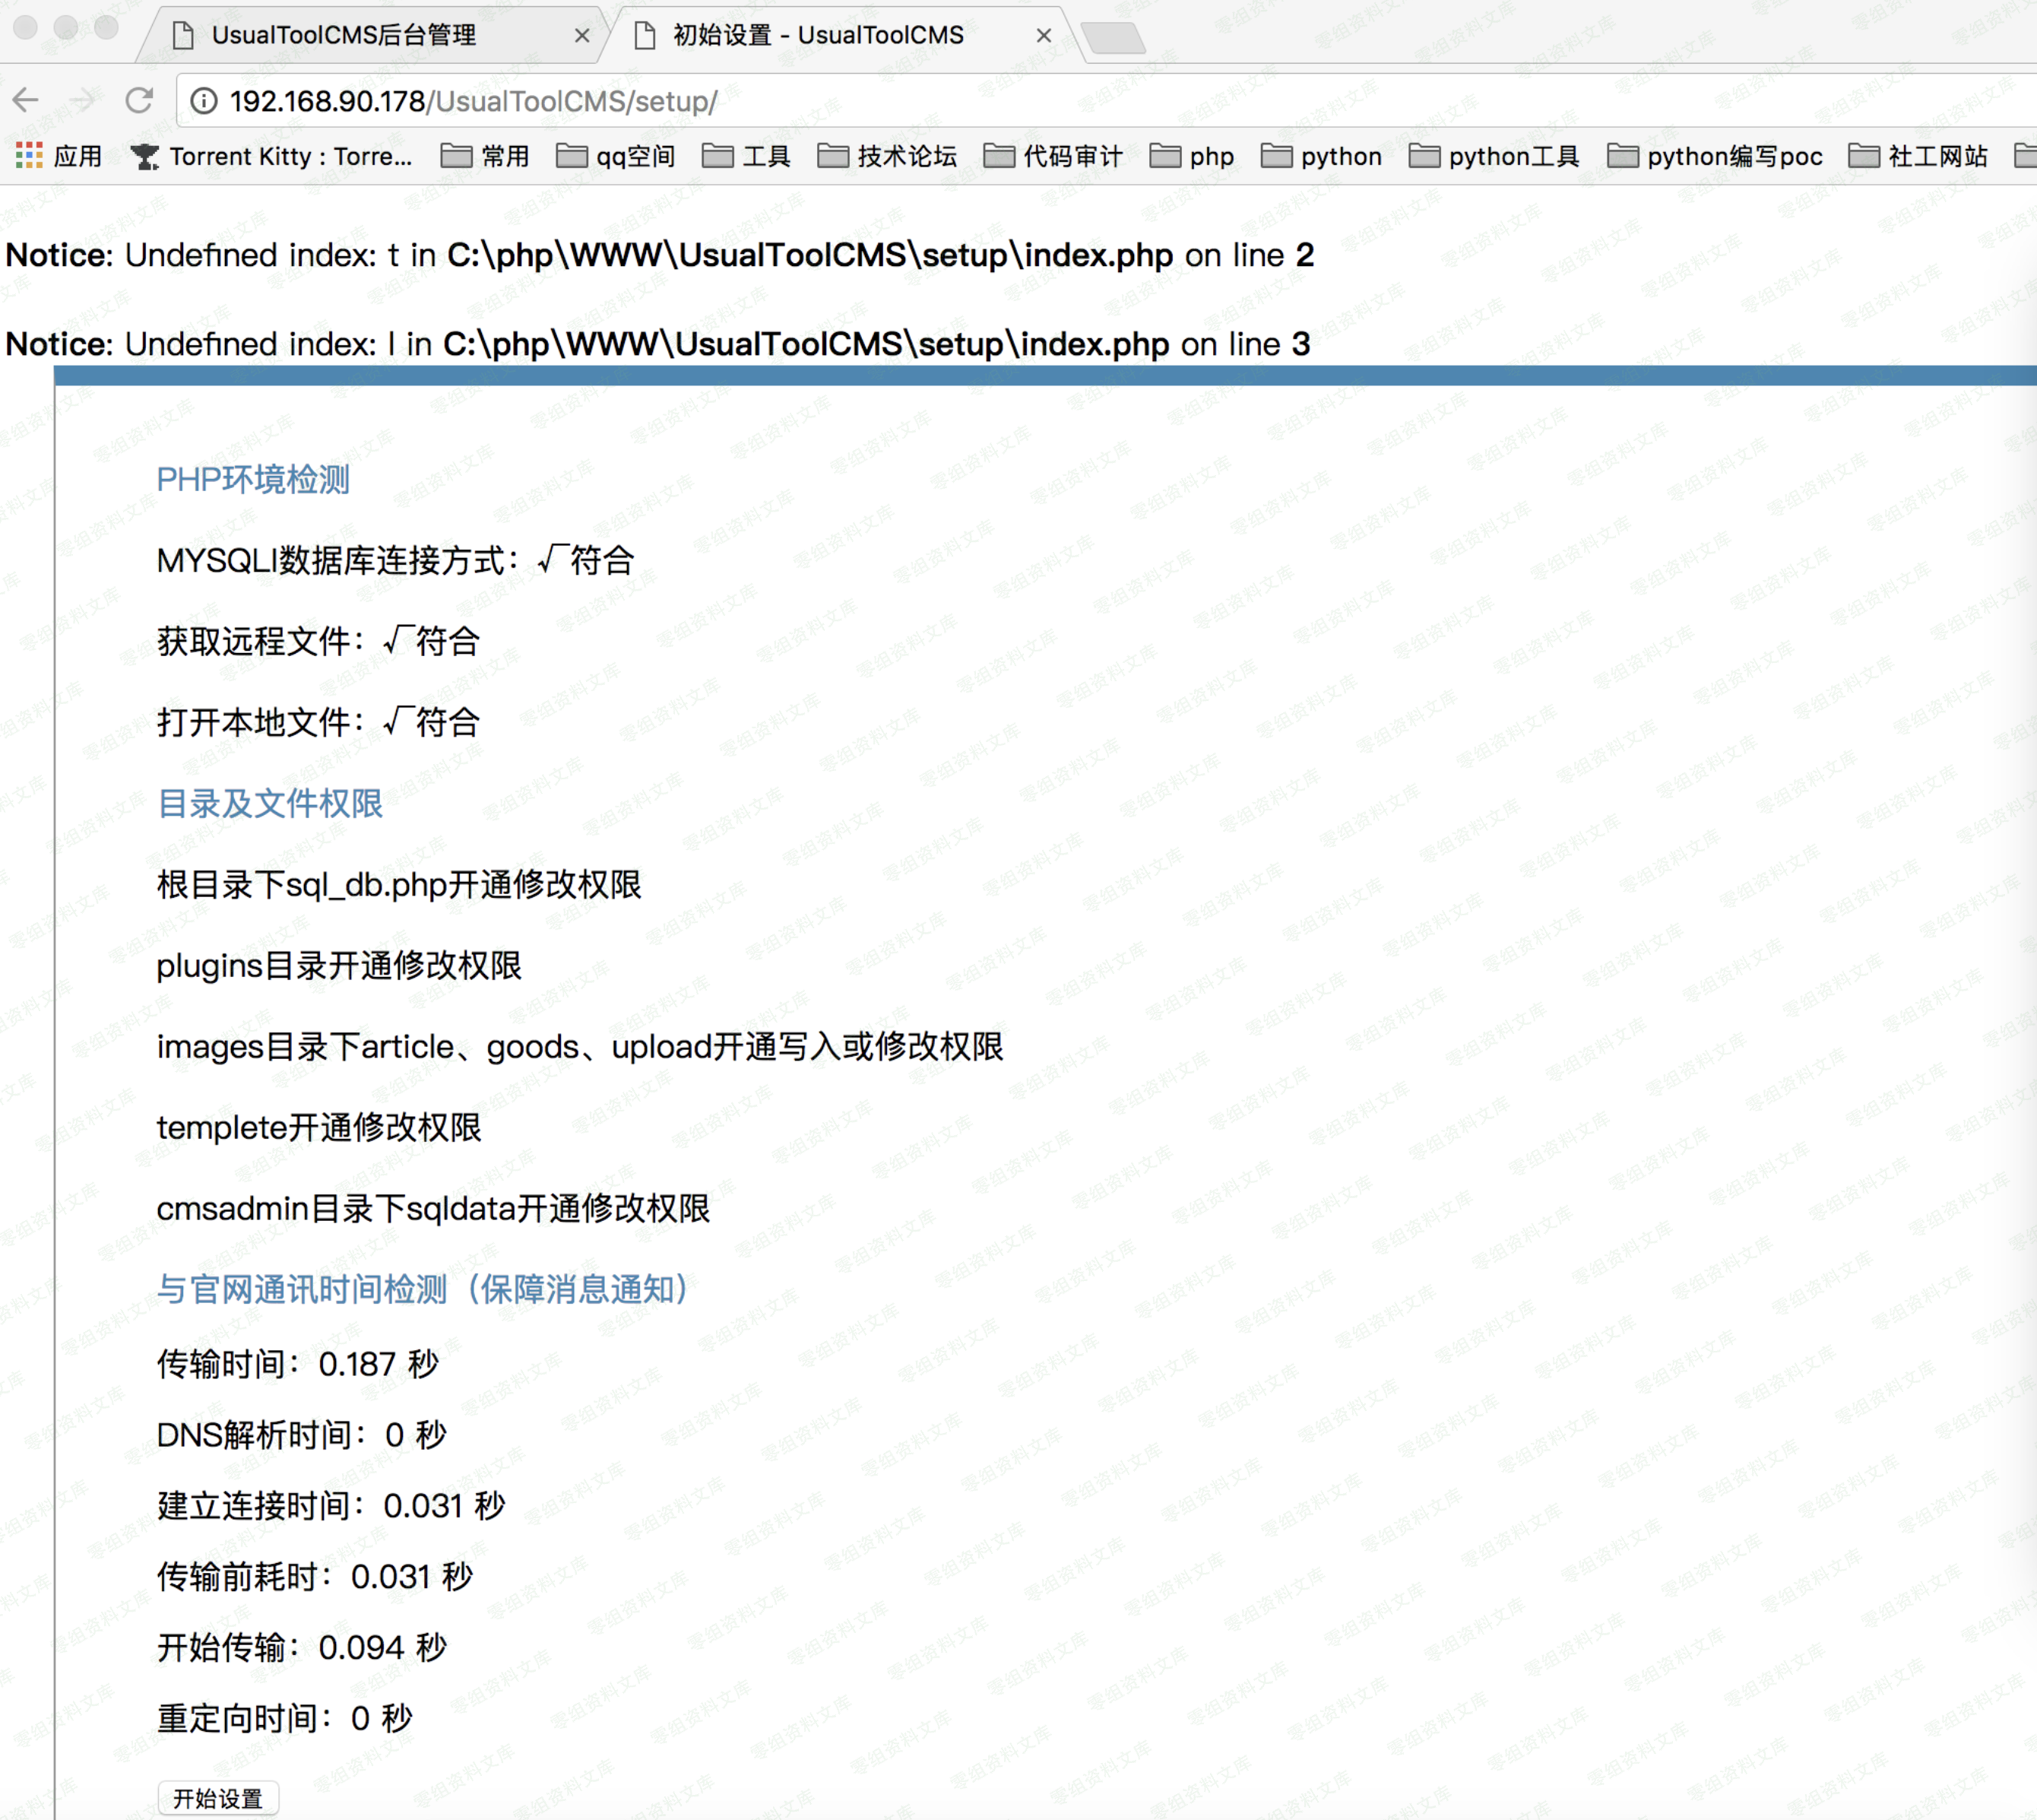 UsualToolCMS后台管理
初始设置 - UsualToolCMS
192.168.90.178/UsualToolCMS/setup/
应用 Torrent Kitty : Torre... 常用 qq空间 工具 技术论坛 代码审计 php python python工具 python编写poc 社工网站
Notice: Undefined index: t in C:\php\WWW\UsualToolCMS\setup\index.php on line 2
Notice: Undefined index: l in C:\php\WWW\UsualToolCMS\setup\index.php on line 3
PHP环境检测
MYSQLI数据库连接方式：√符合
获取远程文件：√符合
打开本地文件：√符合
目录及文件权限
根目录下sql_db.php开通修改权限
plugins目录开通修改权限
images目录下article、goods、upload开通写入或修改权限
templete开通修改权限
cmsadmin目录下sqldata开通修改权限
与官网通讯时间检测（保障消息通知）
传输时间：0.187 秒
DNS解析时间：0 秒
建立连接时间：0.031 秒
传输前耗时：0.031 秒
开始传输：0.094 秒
重定向时间：0 秒
开始设置
零组资料文库